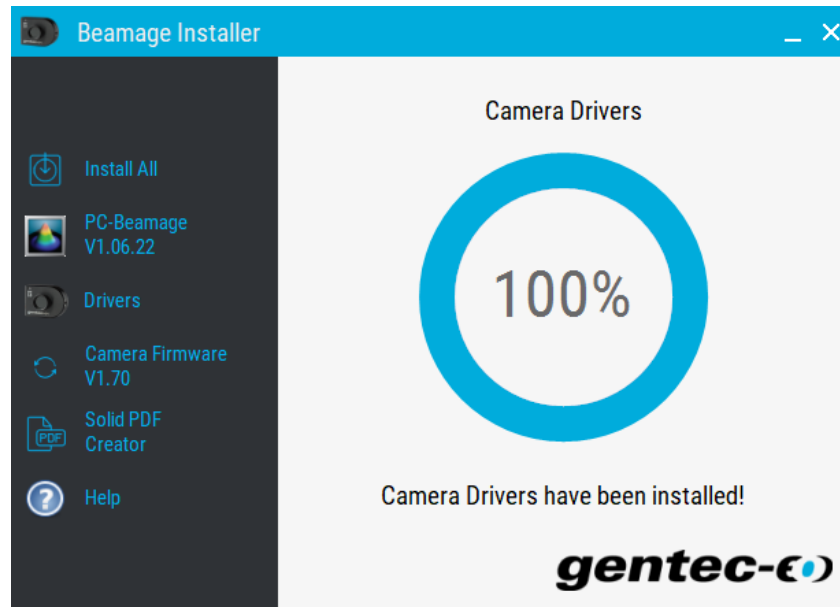 Beamage Installer
Camera Drivers
Install All
PC-Beamage
V1.06.22
Drivers
Camera Firmware
V1.70
Solid PDF
Creator
PDF
Help
100%
Camera Drivers have been installed!
gentec-eo